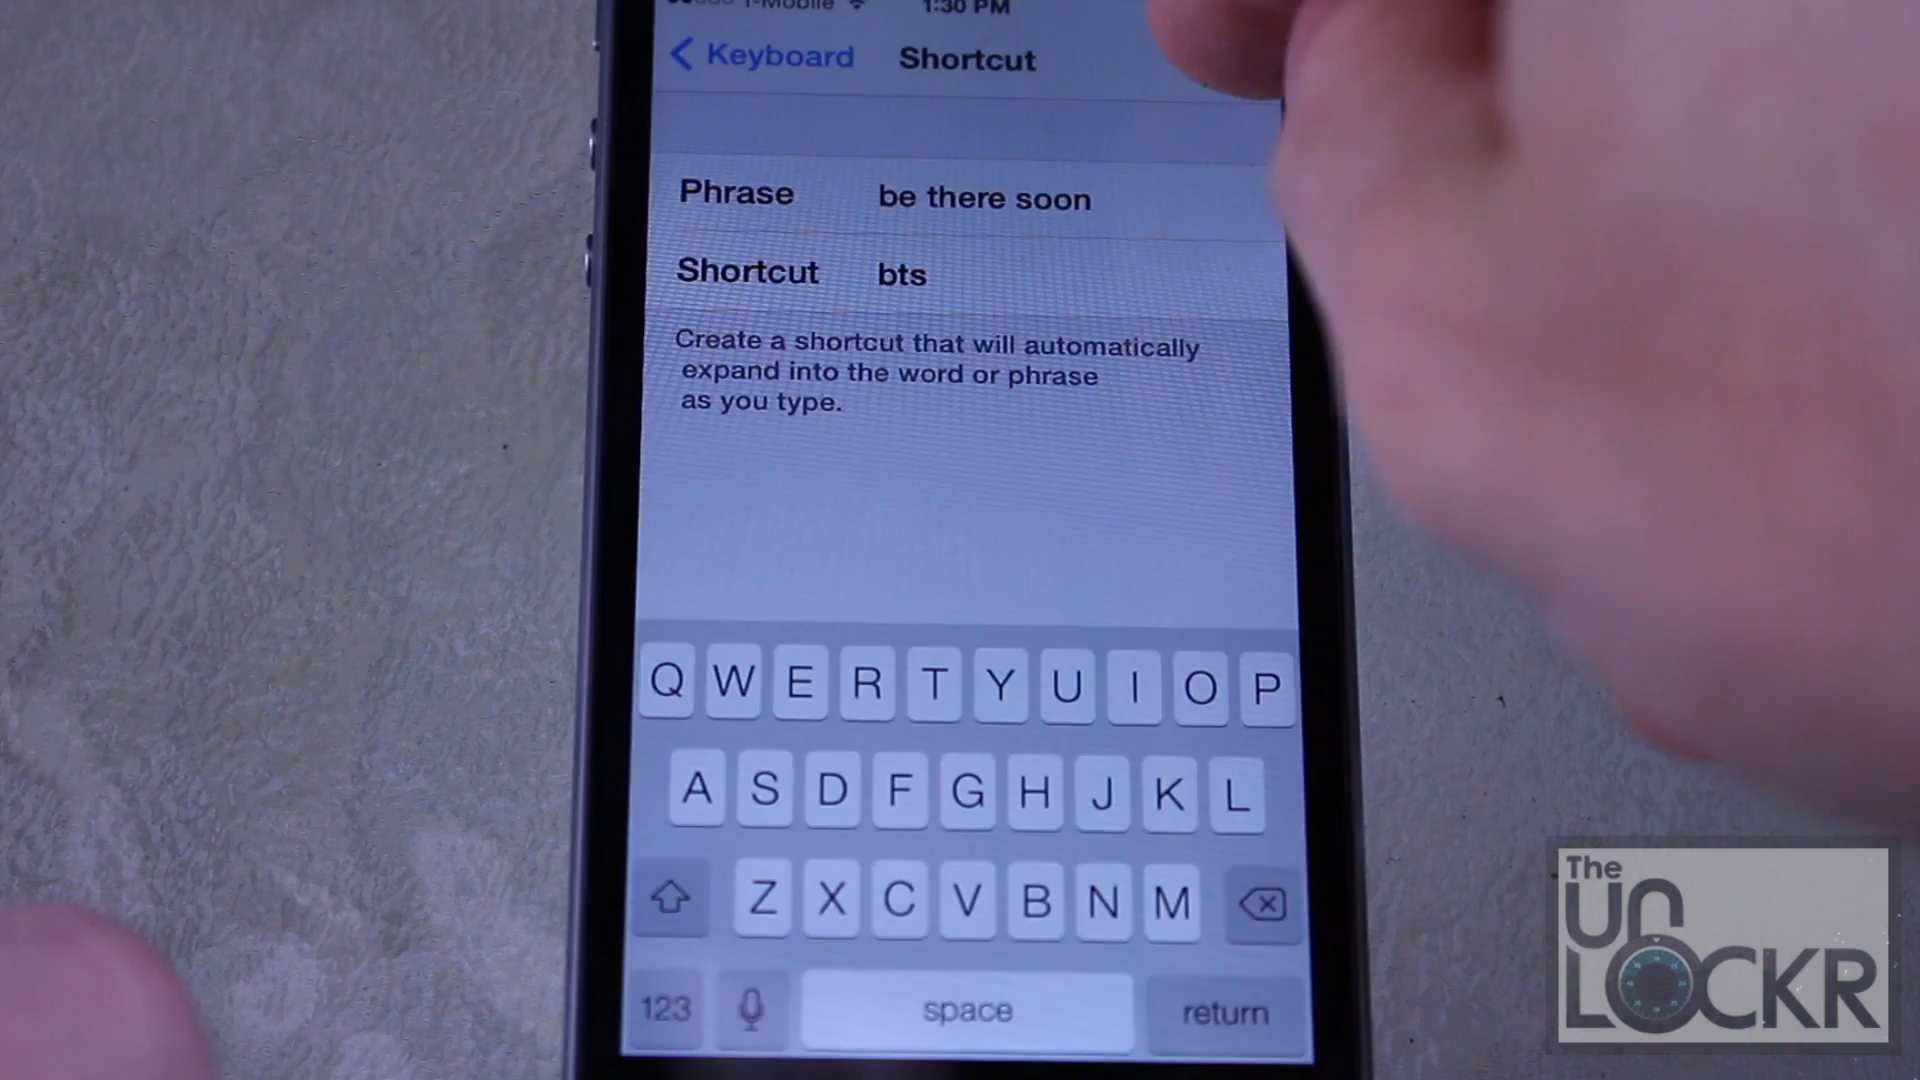 T-Mobile 1:30 PM
Keyboard Shortcut
Phrase be there soon
Shortcut bts
Create a shortcut that will automatically
expand into the word or phrase
as you type.
Q W E R T Y U I O P
A S D F G H J K L
Z X C V B N M
123 space return
The
UNLOCKR